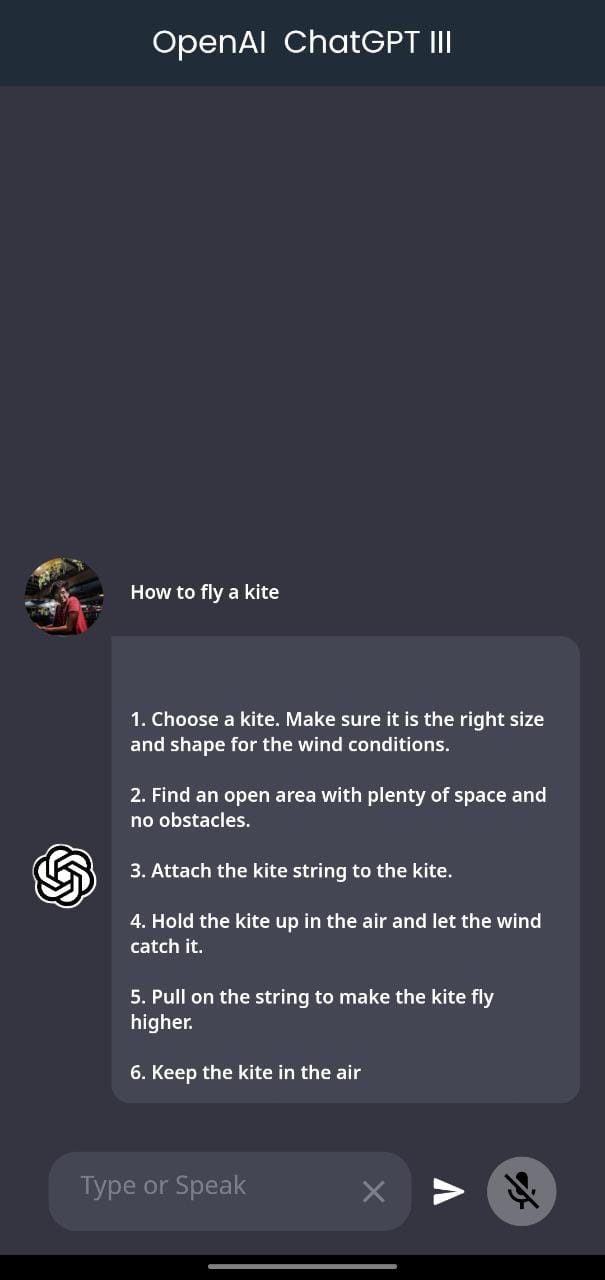 OpenAI ChatGPT III
How to fly a kite
1. Choose a kite. Make sure it is the right size
and shape for the wind conditions.
2. Find an open area with plenty of space and
no obstacles.
3. Attach the kite string to the kite.
4. Hold the kite up in the air and let the wind
catch it.
5. Pull on the string to make the kite fly
higher.
6. Keep the kite in the air
Type or Speak